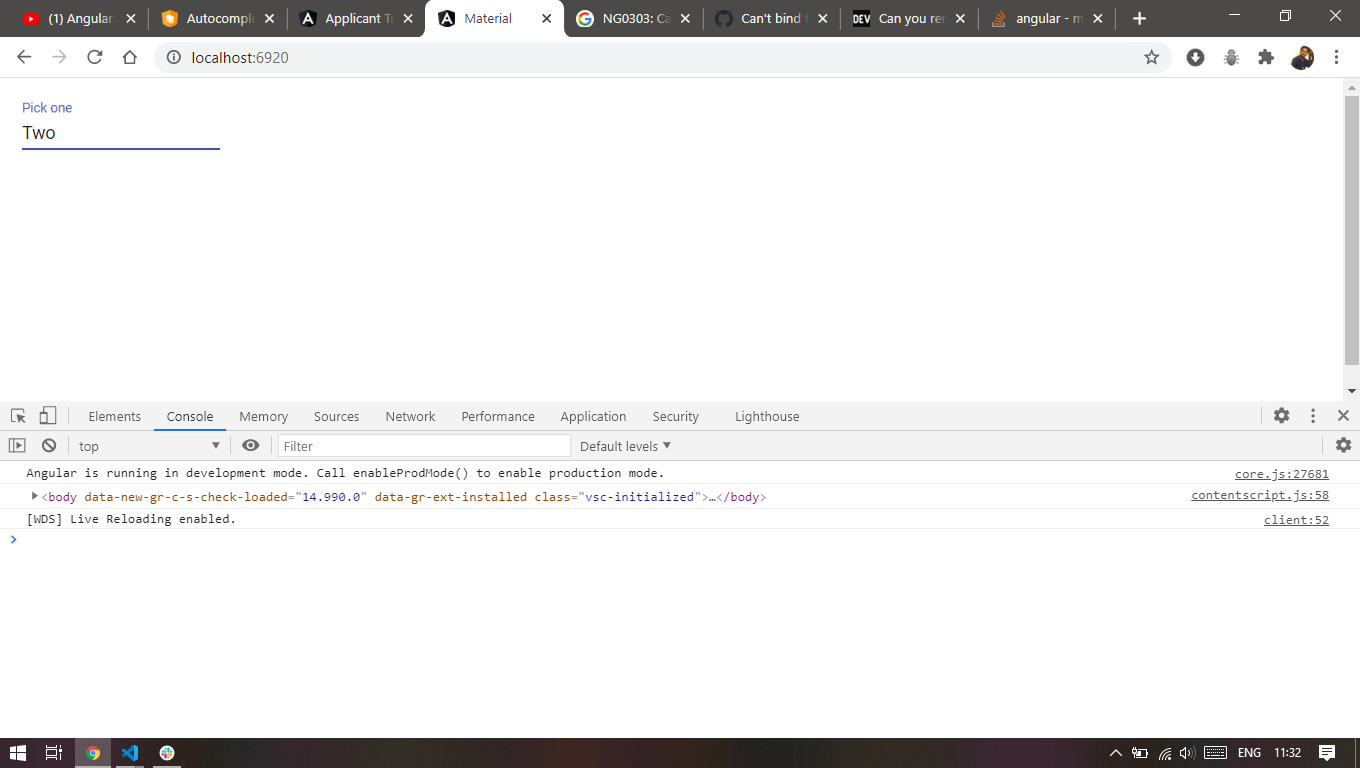 (1) Angular
Autocomple
Applicant Tr
Material
NG0303: Ca
Can't bind t
DEV
Can you ren
angular - m
localhost:6920
Pick one
Two
Elements
Console
Memory
Sources
Network
Performance
Application
Security
Lighthouse
top
Filter
Default levels
Angular is running in development mode. Call enableProdMode() to enable production mode.
core.js:27681
<body data-new-gr-c-s-check-loaded="14.990.0" data-gr-ext-installed class="vsc-initialized">…</body>
contentscript.js:58
[WDS] Live Reloading enabled.
client:52
ENG
11:32